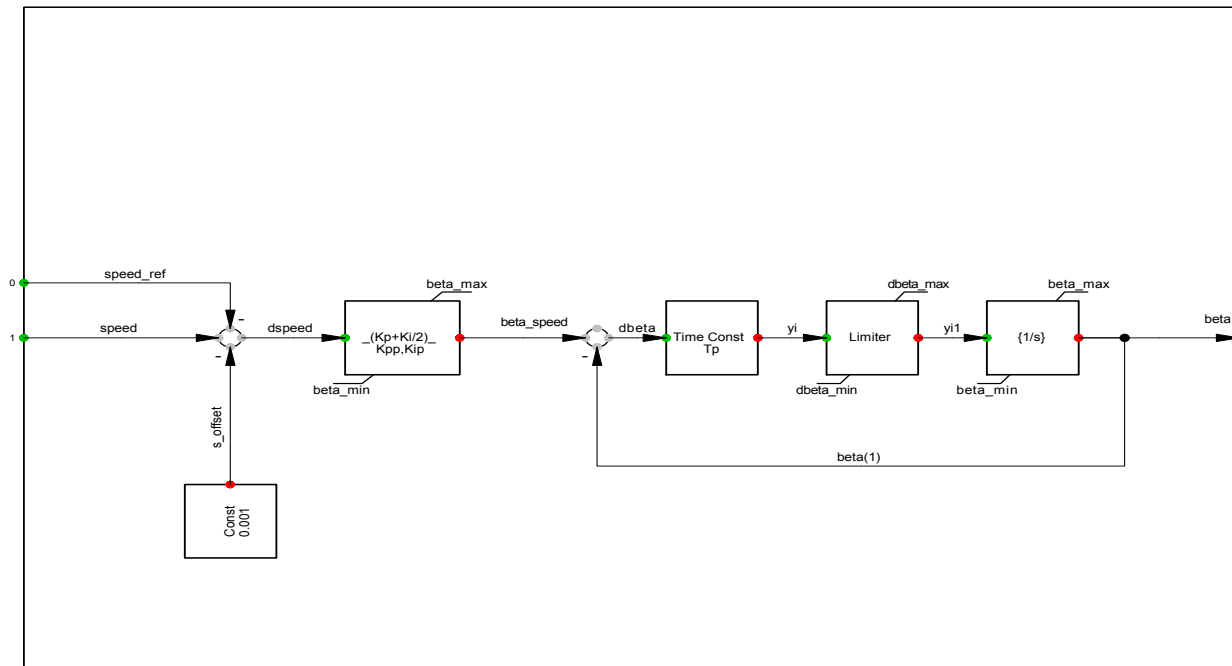 speed_ref
0
-
beta_max
dbeta_max
beta_max
speed
1
-
dspeed
_(Kp+Ki/2)_
Kpp,Kip
beta_speed
-
dbeta
Time Const
Tp
yi
Limiter
yi1
{1/s}
beta
beta_min
dbeta_min
beta_min
s_offset
beta(1)
Const
0.001